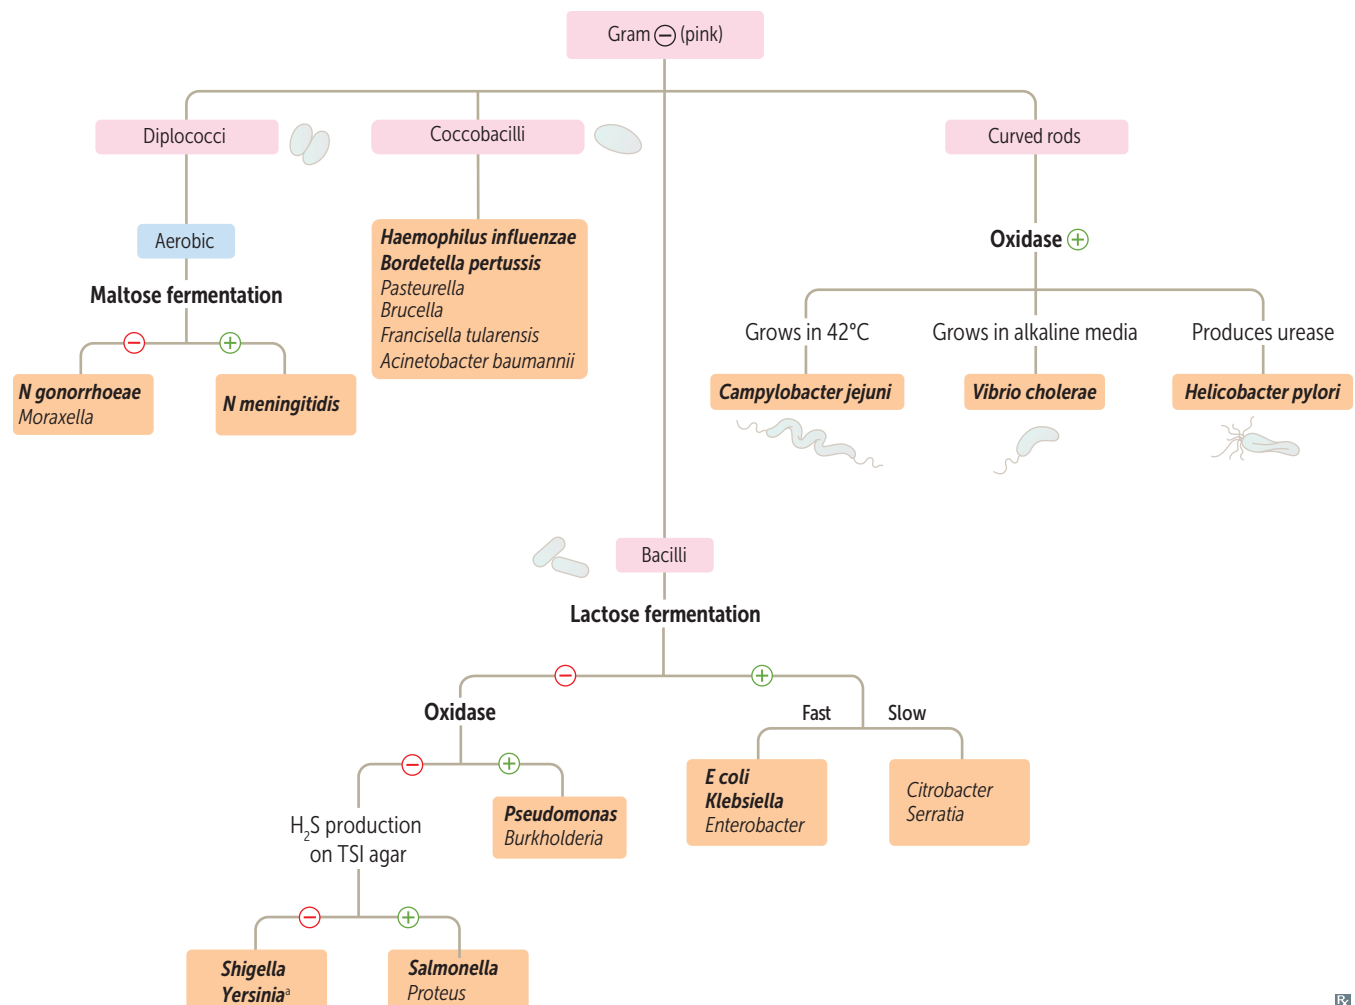 Gram ⊖ (pink)
Diplococci
Coccobacilli
Curved rods
Aerobic
Maltose fermentation
−
+
N gonorrhoeae
Moraxella
N meningitidis
Haemophilus influenzae
Bordetella pertussis
Pasteurella
Brucella
Francisella tularensis
Acinetobacter baumannii
Oxidase ⊕
Grows in 42°C
Grows in alkaline media
Produces urease
Campylobacter jejuni
Vibrio cholerae
Helicobacter pylori
Bacilli
Lactose fermentation
−
+
Oxidase
Fast
Slow
−
+
E coli
Klebsiella
Enterobacter
Citrobacter
Serratia
H₂S production
on TSI agar
Pseudomonas
Burkholderia
−
+
Shigella
Yersiniaᵃ
Salmonella
Proteus
℞